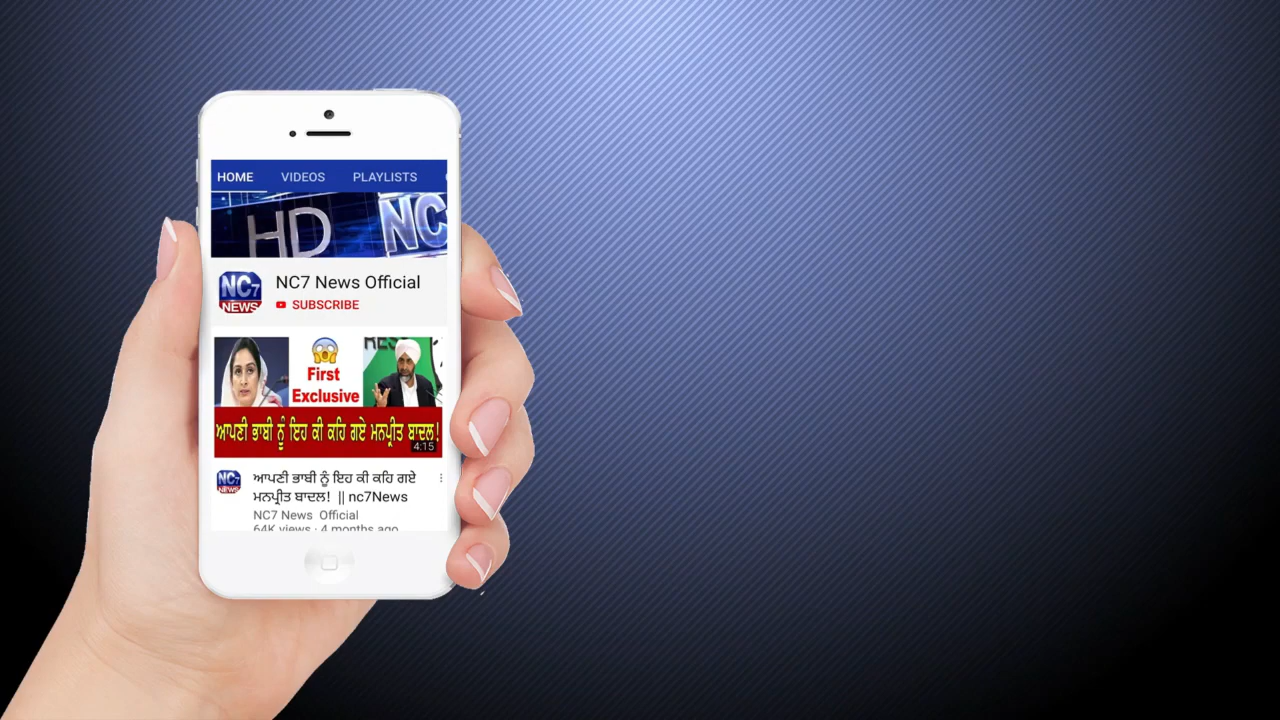 HOME VIDEOS PLAYLISTS
HD NC
NC7 NEWS
NC7 News Official
SUBSCRIBE
First
Exclusive
ਆਪਣੀ ਭਾਬੀ ਨੂੰ ਇਹ ਕੀ ਕਹਿ ਗਏ ਮਨਪ੍ਰੀਤ ਬਾਦਲ!
4:15
NC7 NEWS
ਆਪਣੀ ਭਾਬੀ ਨੂੰ ਇਹ ਕੀ ਕਹਿ ਗਏ
ਮਨਪ੍ਰੀਤ ਬਾਦਲ! || nc7News
NC7 News Official
64K views · 4 months ago